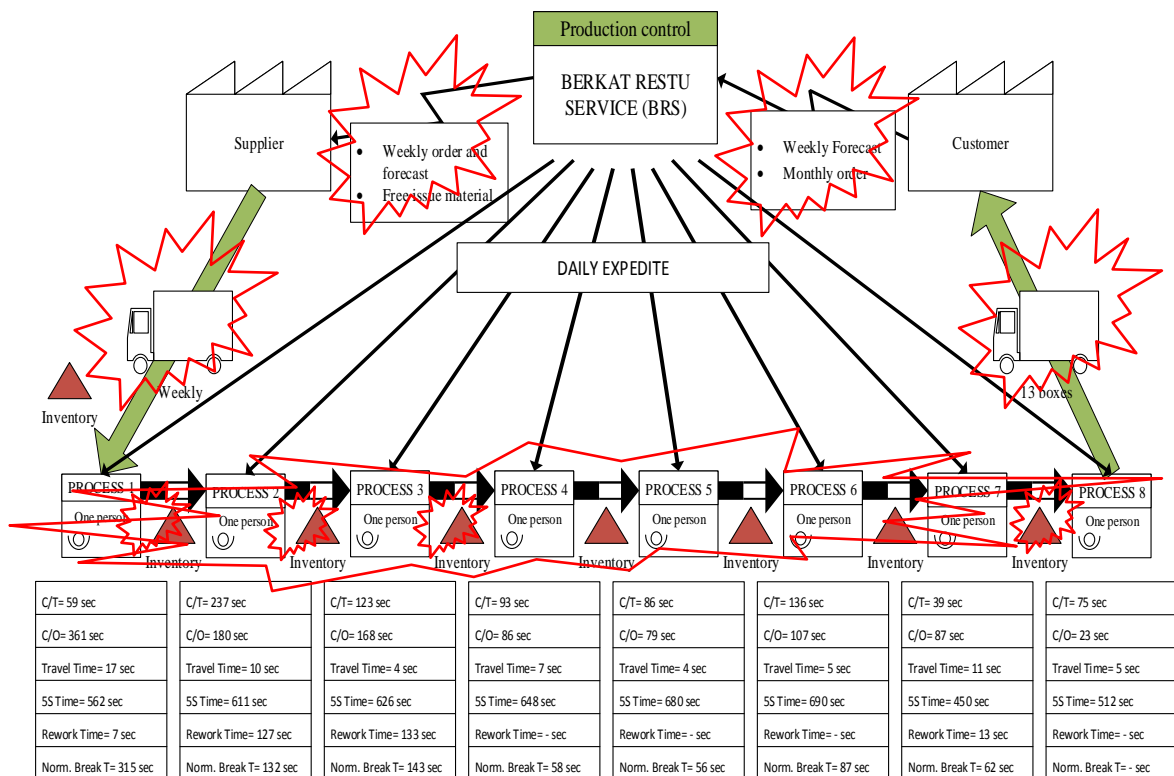 Production control
BERKAT RESTU
SERVICE (BRS)
Supplier
• Weekly order and
forecast
• Free issue material
• Weekly Forecast
• Monthly order
Customer
DAILY EXPEDITE
Weekly
Inventory
13 boxes
PROCESS 1
One person
PROCESS 2
One person
PROCESS 3
One person
PROCESS 4
One person
PROCESS 5
One person
PROCESS 6
One person
PROCESS 7
One person
PROCESS 8
One person
Inventory
Inventory
Inventory
Inventory
Inventory
Inventory
Inventory
C/T= 59 sec
C/O= 361 sec
Travel Time= 17 sec
5S Time= 562 sec
Rework Time= 7 sec
Norm. Break T= 315 sec
C/T= 237 sec
C/O= 180 sec
Travel Time= 10 sec
5S Time= 611 sec
Rework Time= 127 sec
Norm. Break T= 132 sec
C/T= 123 sec
C/O= 168 sec
Travel Time= 4 sec
5S Time= 626 sec
Rework Time= 133 sec
Norm. Break T= 143 sec
C/T= 93 sec
C/O= 86 sec
Travel Time= 7 sec
5S Time= 648 sec
Rework Time= - sec
Norm. Break T= 58 sec
C/T= 86 sec
C/O= 79 sec
Travel Time= 4 sec
5S Time= 680 sec
Rework Time= - sec
Norm. Break T= 56 sec
C/T= 136 sec
C/O= 107 sec
Travel Time= 5 sec
5S Time= 690 sec
Rework Time= - sec
Norm. Break T= 87 sec
C/T= 39 sec
C/O= 87 sec
Travel Time= 11 sec
5S Time= 450 sec
Rework Time= 13 sec
Norm. Break T= 62 sec
C/T= 75 sec
C/O= 23 sec
Travel Time= 5 sec
5S Time= 512 sec
Rework Time= - sec
Norm. Break T= - sec